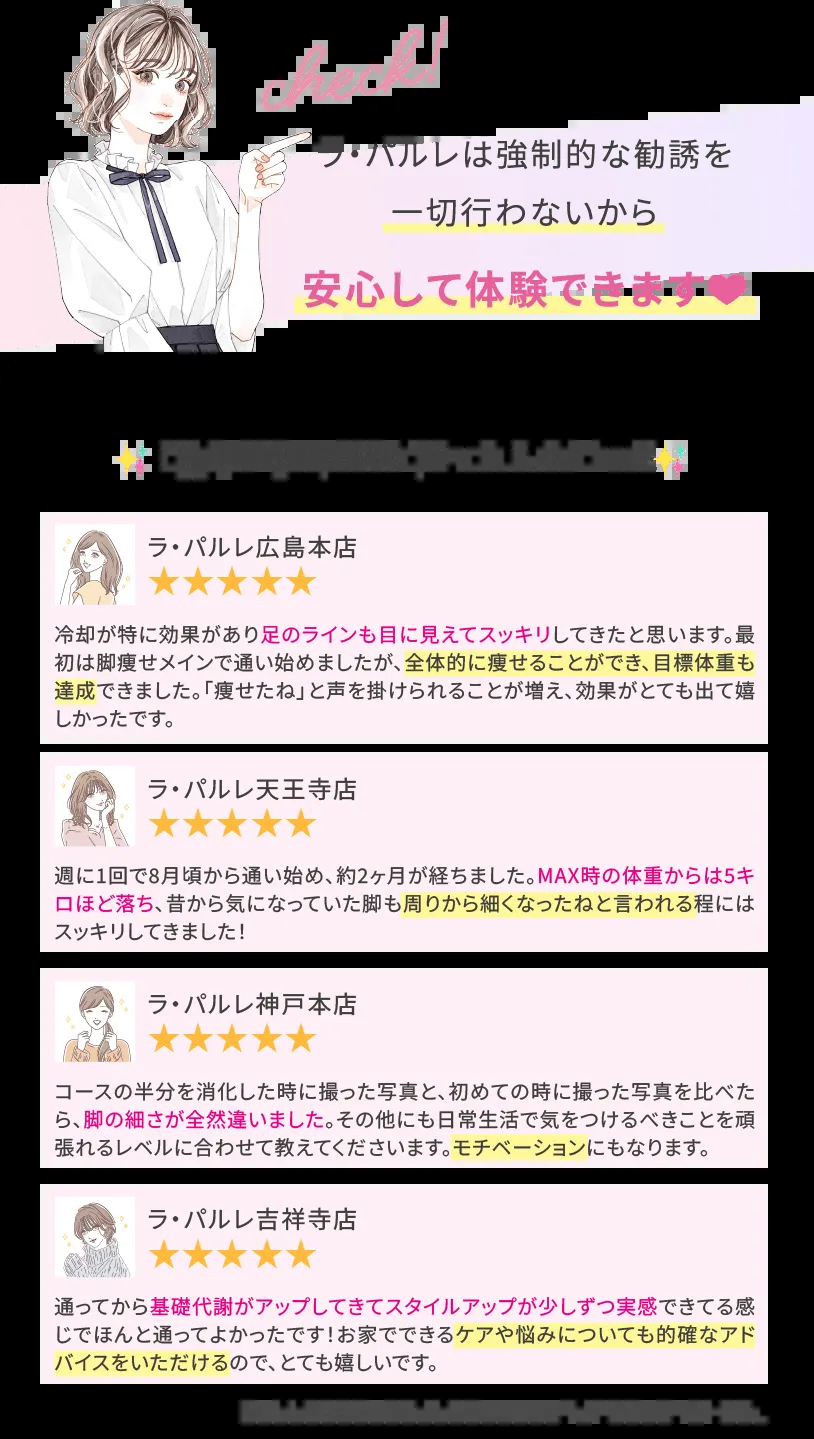 check!
ラ・パルレは強制的な勧誘を
一切行わないから
安心して体験できます♥
ラ・パルレ広島本店
★★★★★
冷却が特に効果があり足のラインも目に見えてスッキリしてきたと思います。最
初は脚痩せメインで通い始めましたが、全体的に痩せることができ、目標体重も
達成できました。「痩せたね」と声を掛けられることが増え、効果がとても出て嬉
しかったです。
ラ・パルレ天王寺店
★★★★★
週に1回で8月頃から通い始め、約2ヶ月が経ちました。MAX時の体重からは5キ
ロほど落ち、昔から気になっていた脚も周りから細くなったねと言われる程には
スッキリしてきました！
ラ・パルレ神戸本店
★★★★★
コースの半分を消化した時に撮った写真と、初めての時に撮った写真を比べた
ら、脚の細さが全然違いました。その他にも日常生活で気をつけるべきことを頑
張れるレベルに合わせて教えてくださいます。モチベーションにもなります。
ラ・パルレ吉祥寺店
★★★★★
通ってから基礎代謝がアップしてきてスタイルアップが少しずつ実感できてる感
じでほんと通ってよかったです！お家でできるケアや悩みについても的確なアド
バイスをいただけるので、とても嬉しいです。